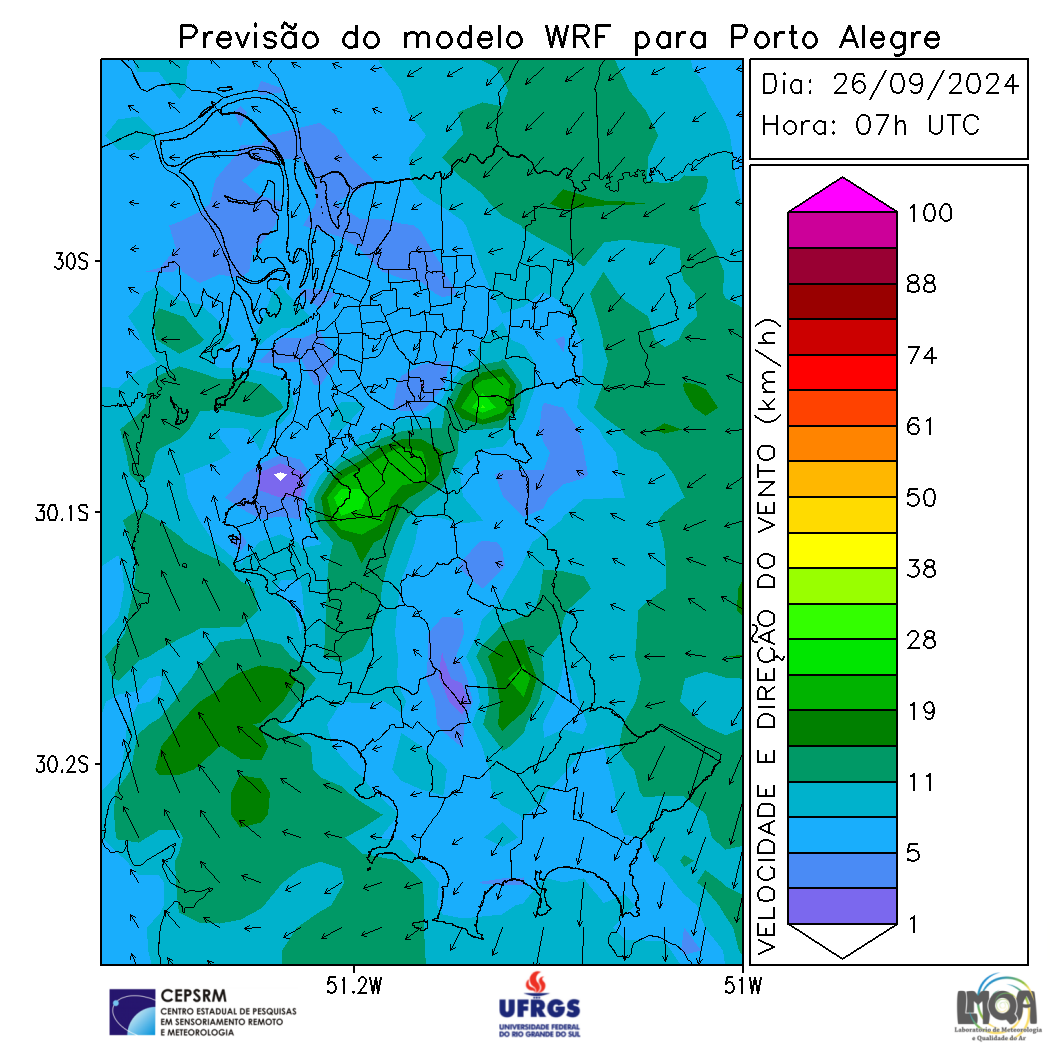 Previsão do modelo WRF para Porto Alegre
Dia: 26/09/2024
Hora: 07h UTC
30S
30.1S
30.2S
51.2W
51W
VELOCIDADE E DIREÇÃO DO VENTO (km/h)
100
88
74
61
50
38
28
19
11
5
1
CEPSRM
CENTRO ESTADUAL DE PESQUISAS
EM SENSORIAMENTO REMOTO
E METEOROLOGIA
UFRGS
UNIVERSIDADE FEDERAL
DO RIO GRANDE DO SUL
LMQA
Laboratório de Meteorologia
e Qualidade do Ar